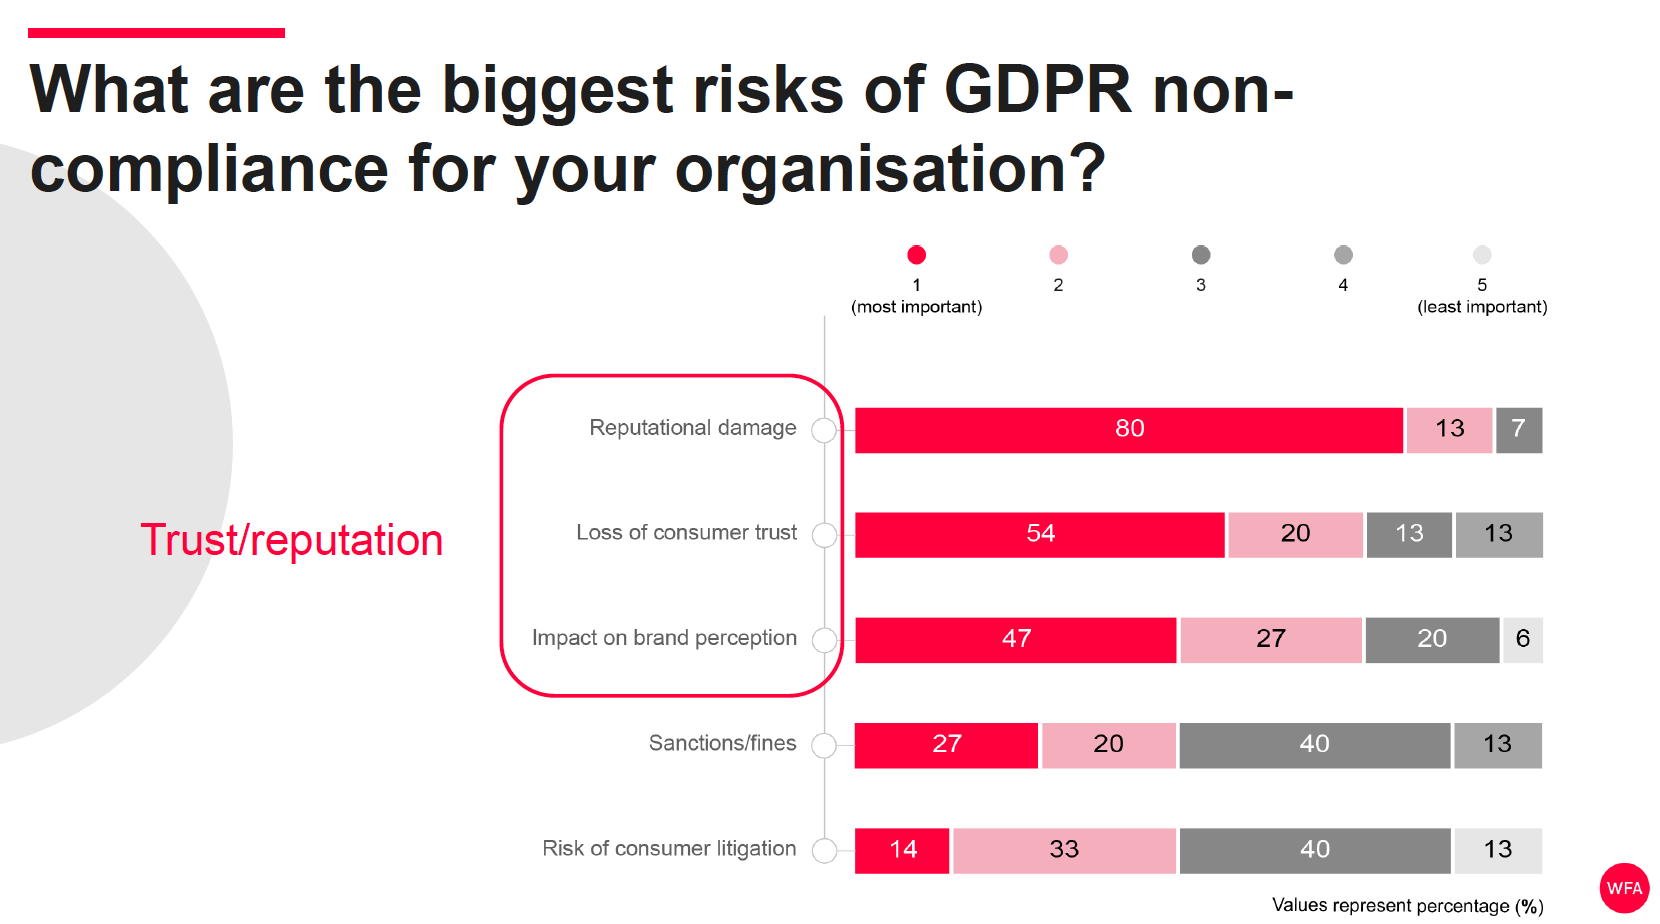 What are the biggest risks of GDPR non-
compliance for your organisation?
1
(most important)
2
3
4
5
(least important)
Trust/reputation
Reputational damage
80
13
7
Loss of consumer trust
54
20
13
13
Impact on brand perception
47
27
20
6
Sanctions/fines
27
20
40
13
Risk of consumer litigation
14
33
40
13
Values represent percentage (%)
WFA